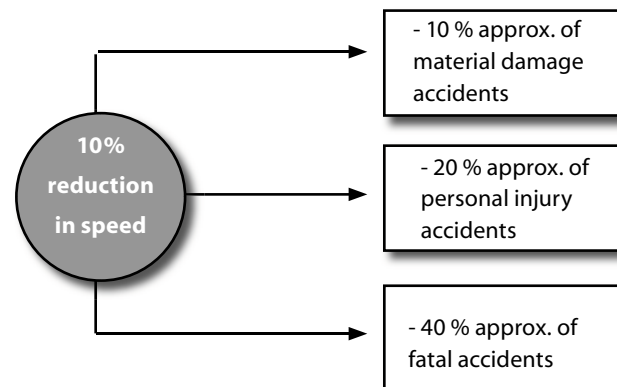 10%
reduction
in speed
- 10 % approx. of
material damage
accidents
- 20 % approx. of
personal injury
accidents
- 40 % approx. of
fatal accidents